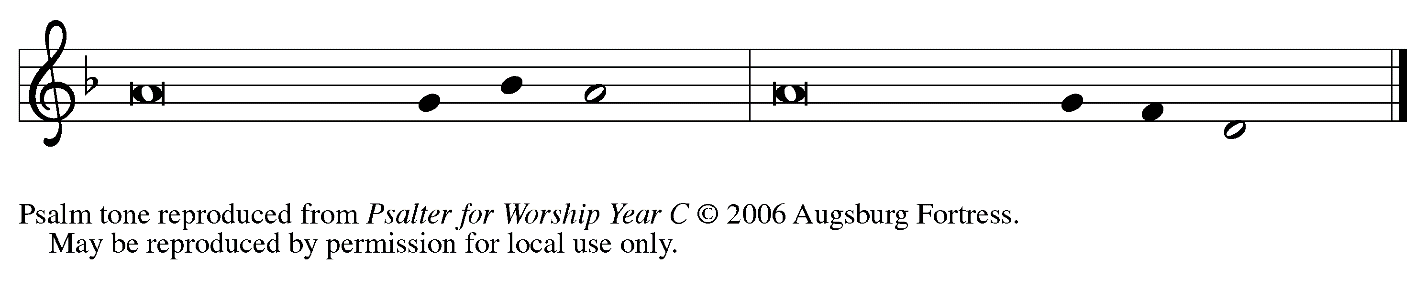 Psalm tone reproduced from Psalter for Worship Year C © 2006 Augsburg Fortress.
May be reproduced by permission for local use only.